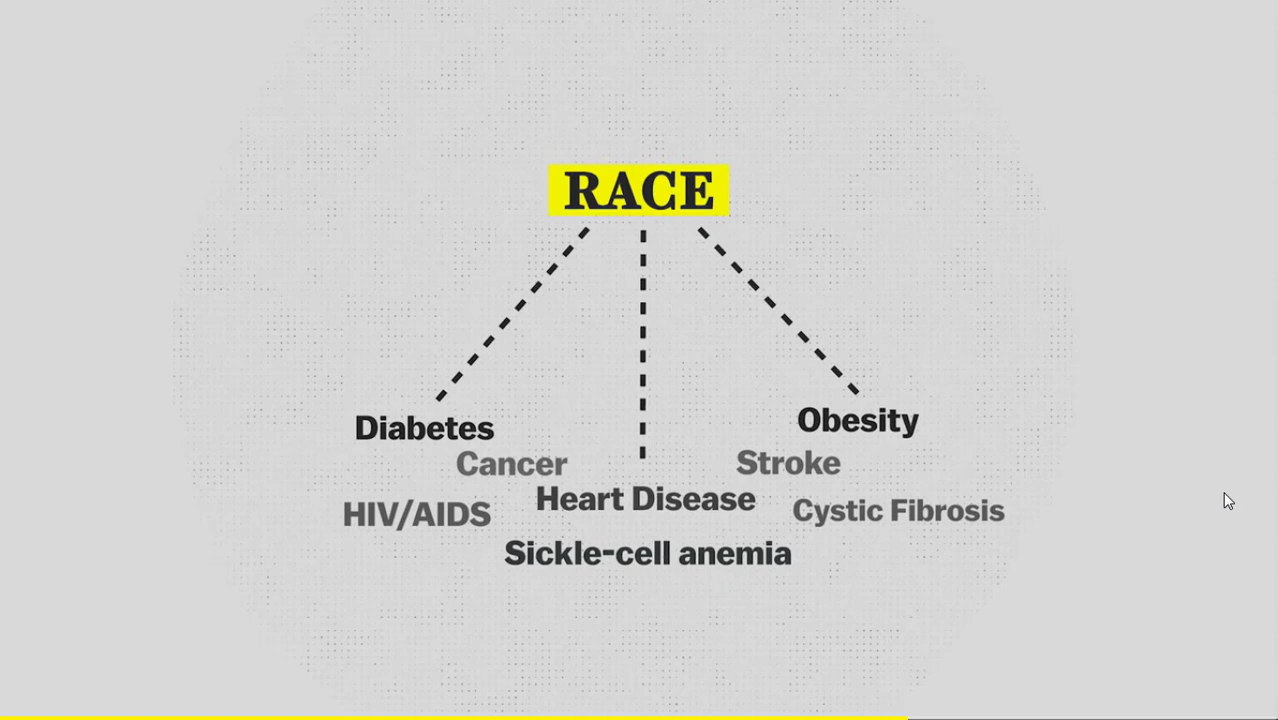 RACE
Diabetes
Obesity
Cancer
Stroke
HIV/AIDS
Heart Disease
Cystic Fibrosis
Sickle-cell anemia